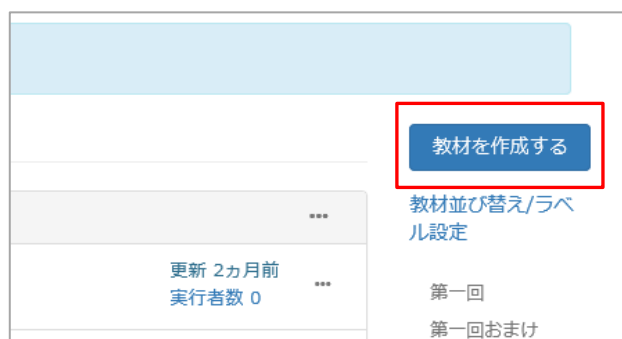 教材を作成する
教材並び替え/ラベ
ル設定
更新 2ヵ月前
実行者数 0
第一回
第一回おまけ